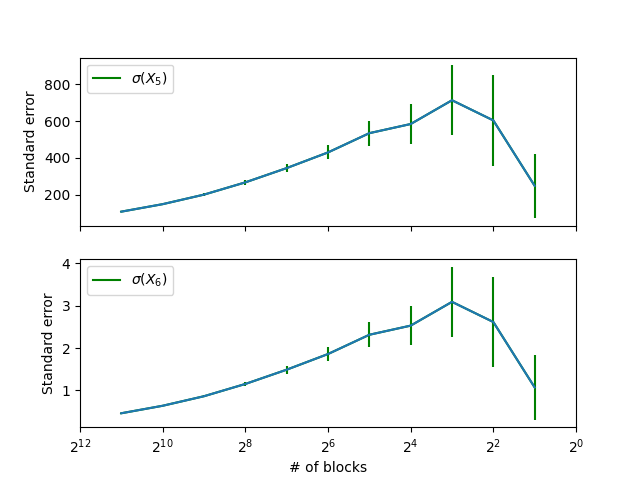 σ(X₅)
Standard error
800
600
400
200
σ(X₆)
Standard error
4
3
2
1
2¹² 2¹⁰ 2⁸ 2⁶ 2⁴ 2² 2⁰
# of blocks